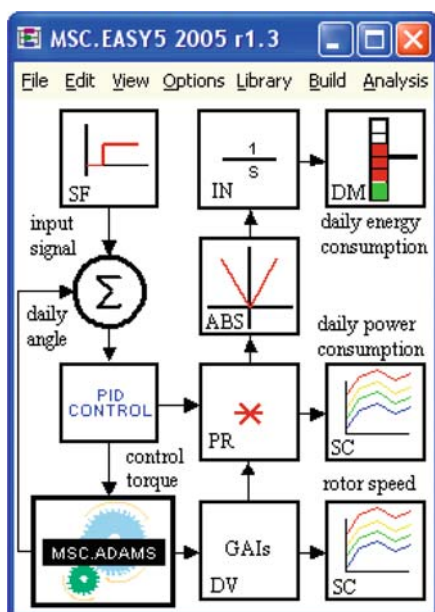 MSC.EASY5 2005 r1.3
File Edit View Options Library Build Analysis
SF
1
S
IN
DM
input
signal
daily energy
consumption
Σ
daily
angle
ABS
daily power
consumption
PID
CONTROL
PR
SC
control
torque
rotor speed
MSC.ADAMS
GAIs
DV
SC